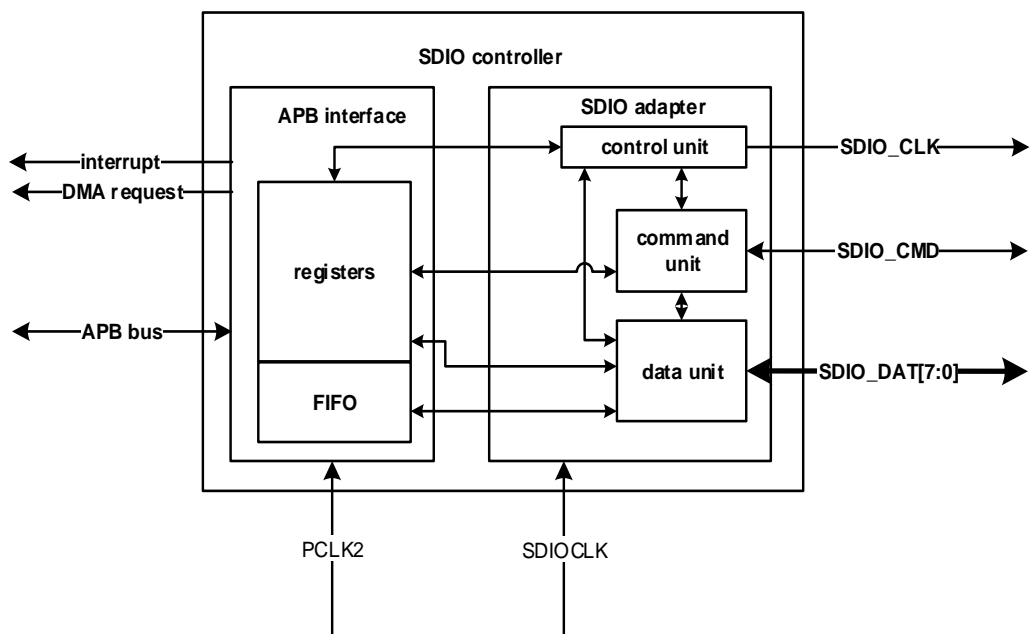 SDIO controller
APB interface
SDIO adapter
control unit
interrupt
DMA request
SDIO_CLK
registers
command
unit
SDIO_CMD
APB bus
data unit
SDIO_DAT[7:0]
FIFO
PCLK2
SDIOCLK